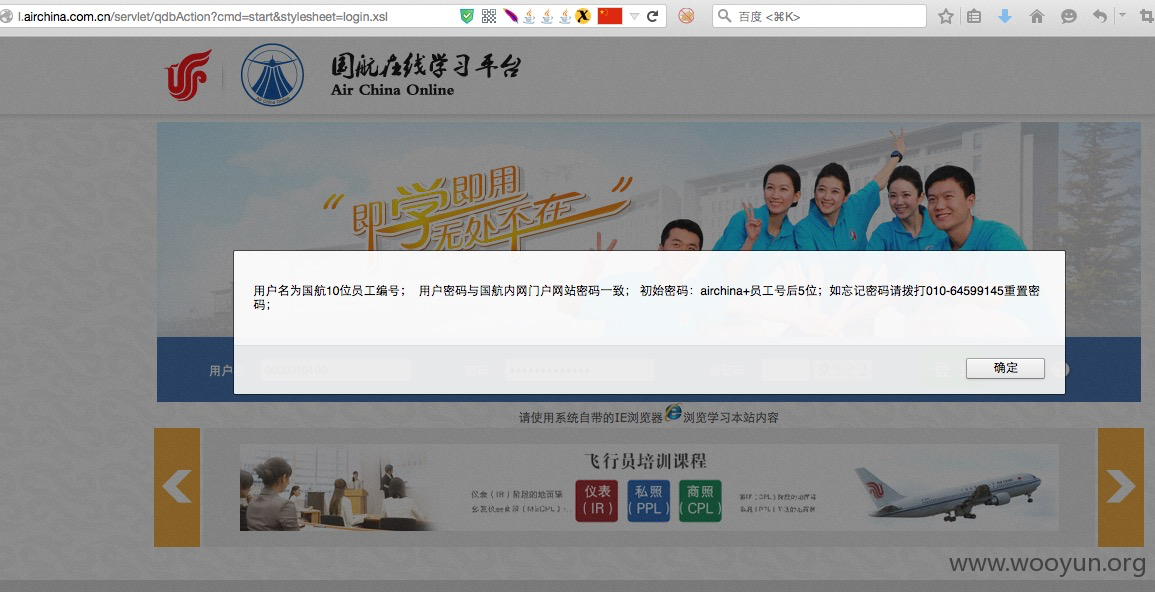 l.airchina.com.cn/servlet/qdbAction?cmd=start&stylesheet=login.xsl
百度 <⌘K>
国航在线学习平台
Air China Online
“即学即用
无处不在”
用户名为国航10位员工编号； 用户密码与国航内网门户网站密码一致； 初始密码：airchina+员工号后5位；如忘记密码请拨打010-64599145重置密
码；
用户
确定
请使用系统自带的IE浏览器 浏览学习本站内容
飞行员培训课程
仪表
(IR)
私照
(PPL)
商照
(CPL)
www.wooyun.org